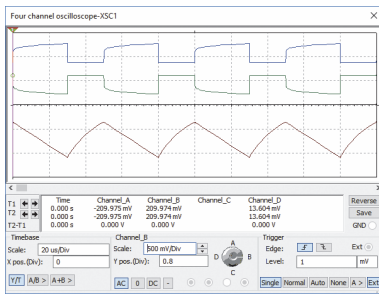 Four channel oscilloscope-XSC1
Time Channel_A Channel_B Channel_C Channel_D
T1 0.000 s -209.975 mV 209.974 mV 13.604 mV
T2 0.000 s -209.975 mV 209.974 mV 13.604 mV
T2-T1 0.000 s 0.000 V 0.000 V 0.000 V
Reverse
Save
GND
Timebase
Scale: 20 us/Div
X pos.(Div): 0
Y/T A/B > A+B >
Channel_B
Scale: 500 mV/Div
Y pos.(Div): 0.8
AC 0 DC -
A
B
C
D
Trigger
Edge: Ext
Level: 1 mV
Single Normal Auto None A > Ext